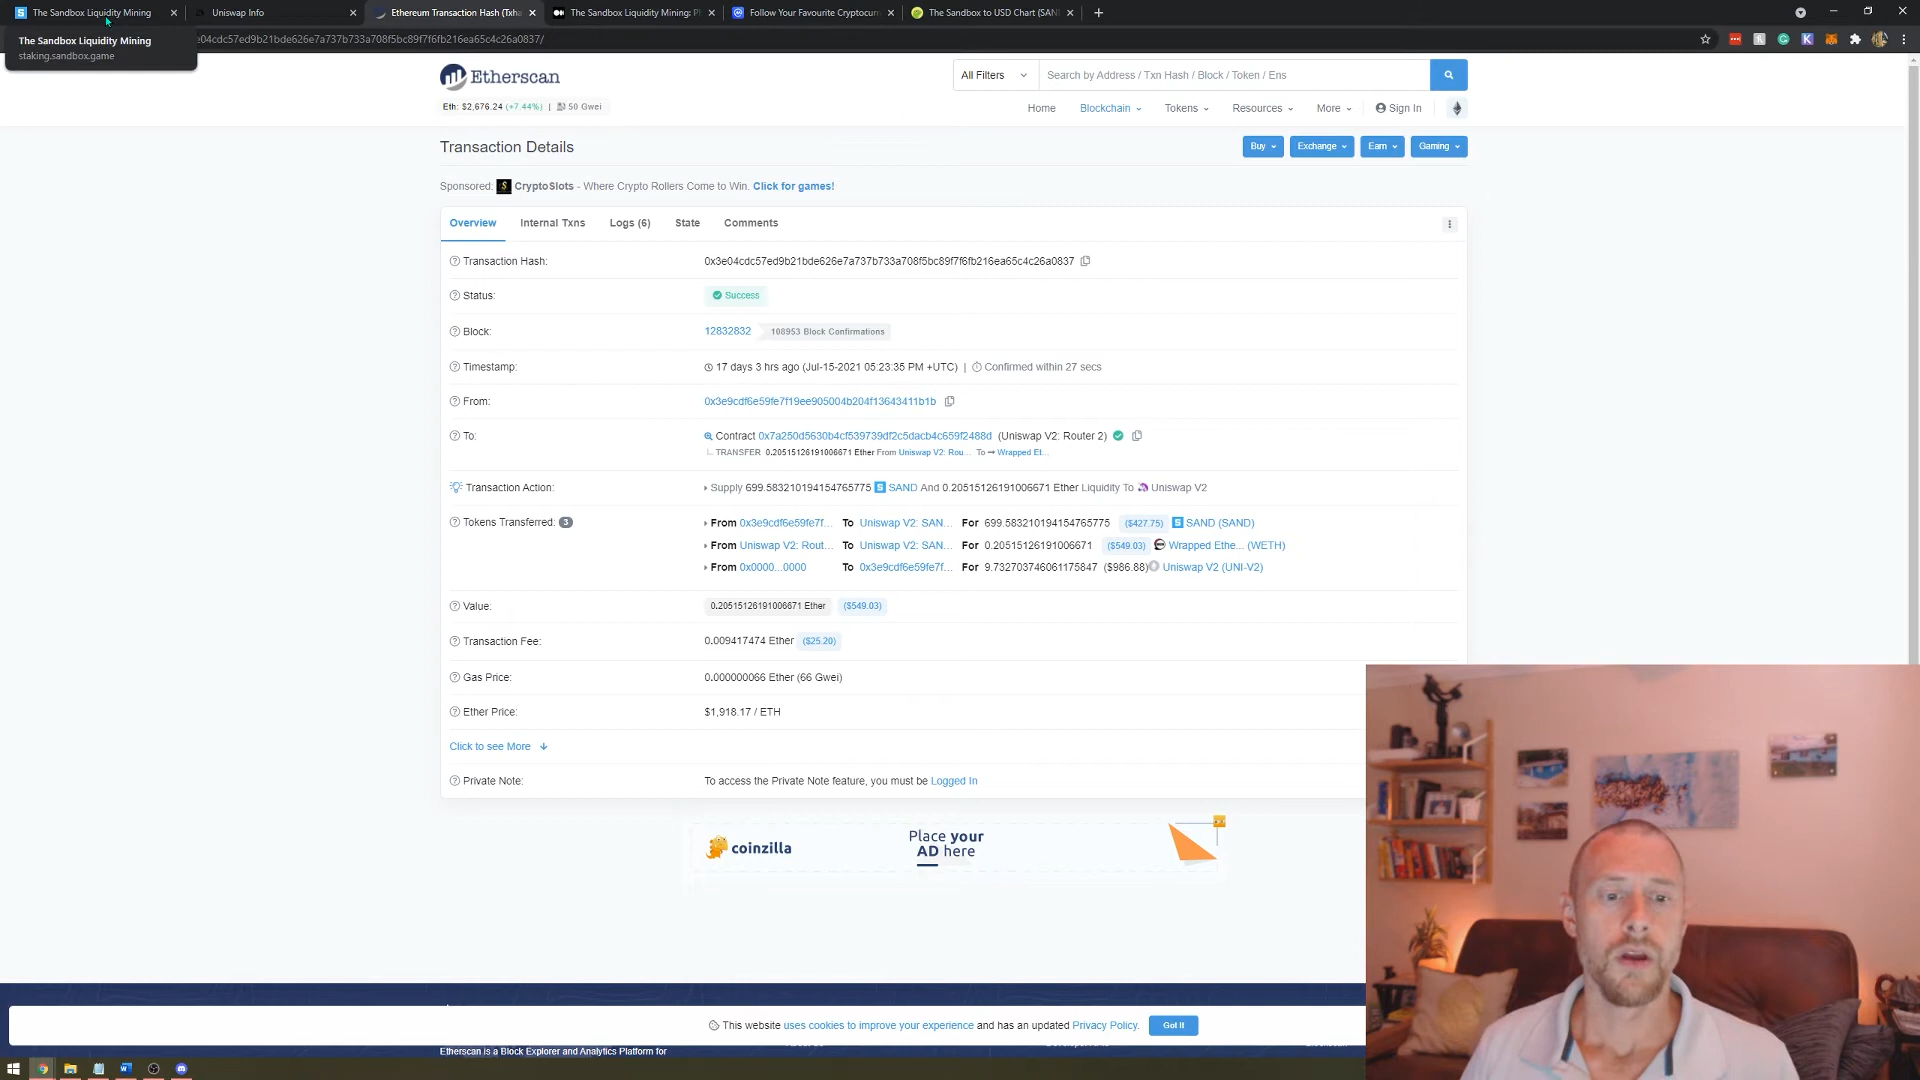 The Sandbox Liquidity Mining
Uniswap Info
Ethereum Transaction Hash (Txha
The Sandbox Liquidity Mining: Pl
Follow Your Favourite Cryptocurr
The Sandbox to USD Chart (SAN
The Sandbox Liquidity Mining
staking.sandbox.game
e04cdc57ed9b21bde626e7a737b733a708f5bc89f7f6fb216ea65c4c26a0837/
Etherscan
All Filters
Search by Address / Txn Hash / Block / Token / Ens
Eth: $2,676.24 (+7.44%) | 50 Gwei
Home
Blockchain
Tokens
Resources
More
Sign In
Transaction Details
Buy
Exchange
Earn
Gaming
Sponsored: CryptoSlots - Where Crypto Rollers Come to Win. Click for games!
Overview
Internal Txns
Logs (6)
State
Comments
Transaction Hash: 0x3e04cdc57ed9b21bde626e7a737b733a708f5bc89f7f6fb216ea65c4c26a0837
Status: Success
Block: 12832832 108953 Block Confirmations
Timestamp: 17 days 3 hrs ago (Jul-15-2021 05:23:35 PM +UTC) | Confirmed within 27 secs
From: 0x3e9cdf6e59fe7f19ee905004b204f13643411b1b
To: Contract 0x7a250d5630b4cf539739df2c5dacb4c659f2488d (Uniswap V2: Router 2)
TRANSFER 0.20515126191006671 Ether From Uniswap V2: Rou... To → Wrapped Et...
Transaction Action: Supply 699.583210194154765775 SAND And 0.20515126191006671 Ether Liquidity To Uniswap V2
Tokens Transferred: 3 From 0x3e9cdf6e59fe7f... To Uniswap V2: SAN... For 699.583210194154765775 ($427.75) SAND (SAND)
From Uniswap V2: Rout... To Uniswap V2: SAN... For 0.20515126191006671 ($549.03) Wrapped Ethe... (WETH)
From 0x0000...0000 To 0x3e9cdf6e59fe7f... For 9.732703746061175847 ($986.88) Uniswap V2 (UNI-V2)
Value: 0.20515126191006671 Ether ($549.03)
Transaction Fee: 0.009417474 Ether ($25.20)
Gas Price: 0.000000066 Ether (66 Gwei)
Ether Price: $1,918.17 / ETH
Click to see More
Private Note: To access the Private Note feature, you must be Logged In
coinzilla
Place your
AD here
This website uses cookies to improve your experience and has an updated Privacy Policy.
Got It
Etherscan is a Block Explorer and Analytics Platform for